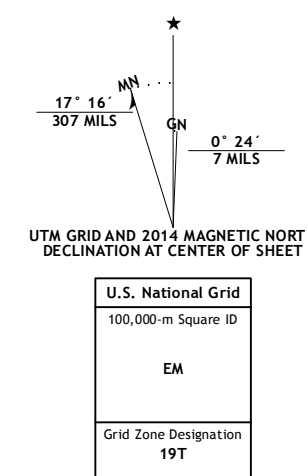 ★
MN
GN
17° 16´
307 MILS
0° 24´
7 MILS
UTM GRID AND 2014 MAGNETIC NORT
DECLINATION AT CENTER OF SHEET
U.S. National Grid
100,000-m Square ID
EM
Grid Zone Designation
19T